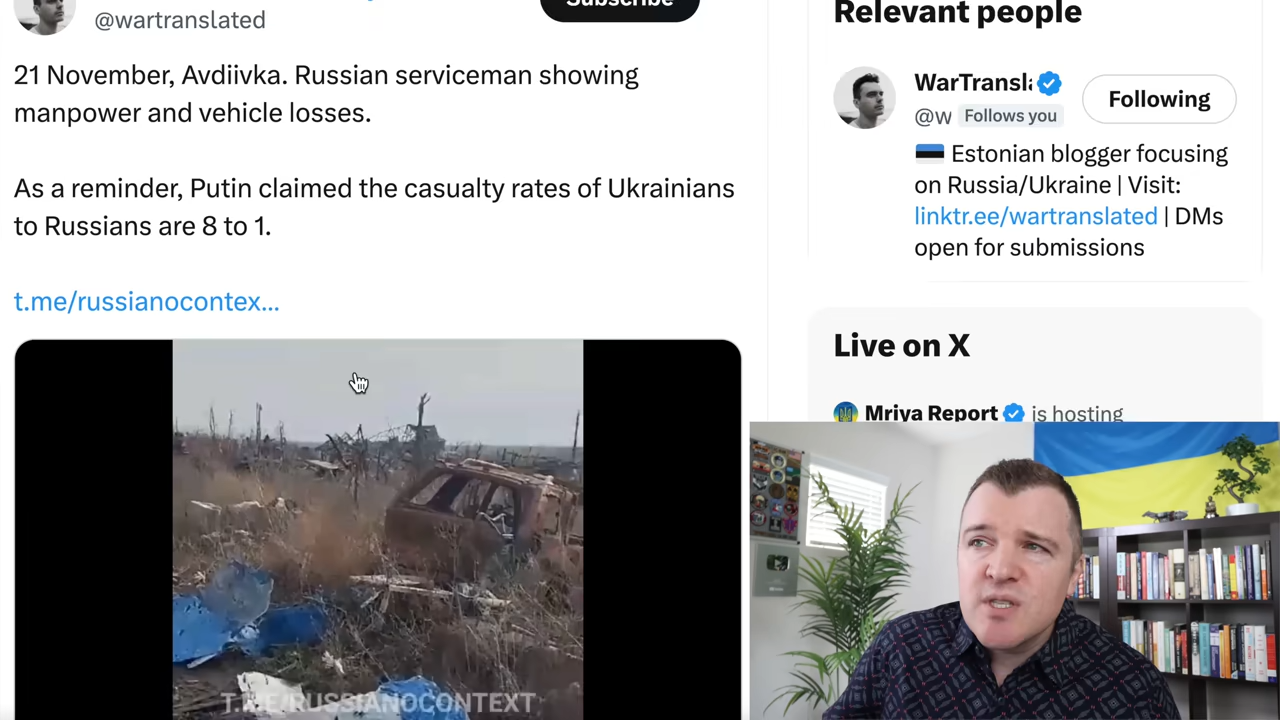 Subscribe
@wartranslated
21 November, Avdiivka. Russian serviceman showing
manpower and vehicle losses.
As a reminder, Putin claimed the casualty rates of Ukrainians
to Russians are 8 to 1.
t.me/russianocontex...
T.ME/RUSSIANOCONTEXT
Relevant people
WarTransl
Following
@w Follows you
Estonian blogger focusing
on Russia/Ukraine | Visit:
linktr.ee/wartranslated | DMs
open for submissions
Live on X
Mriya Report is hosting